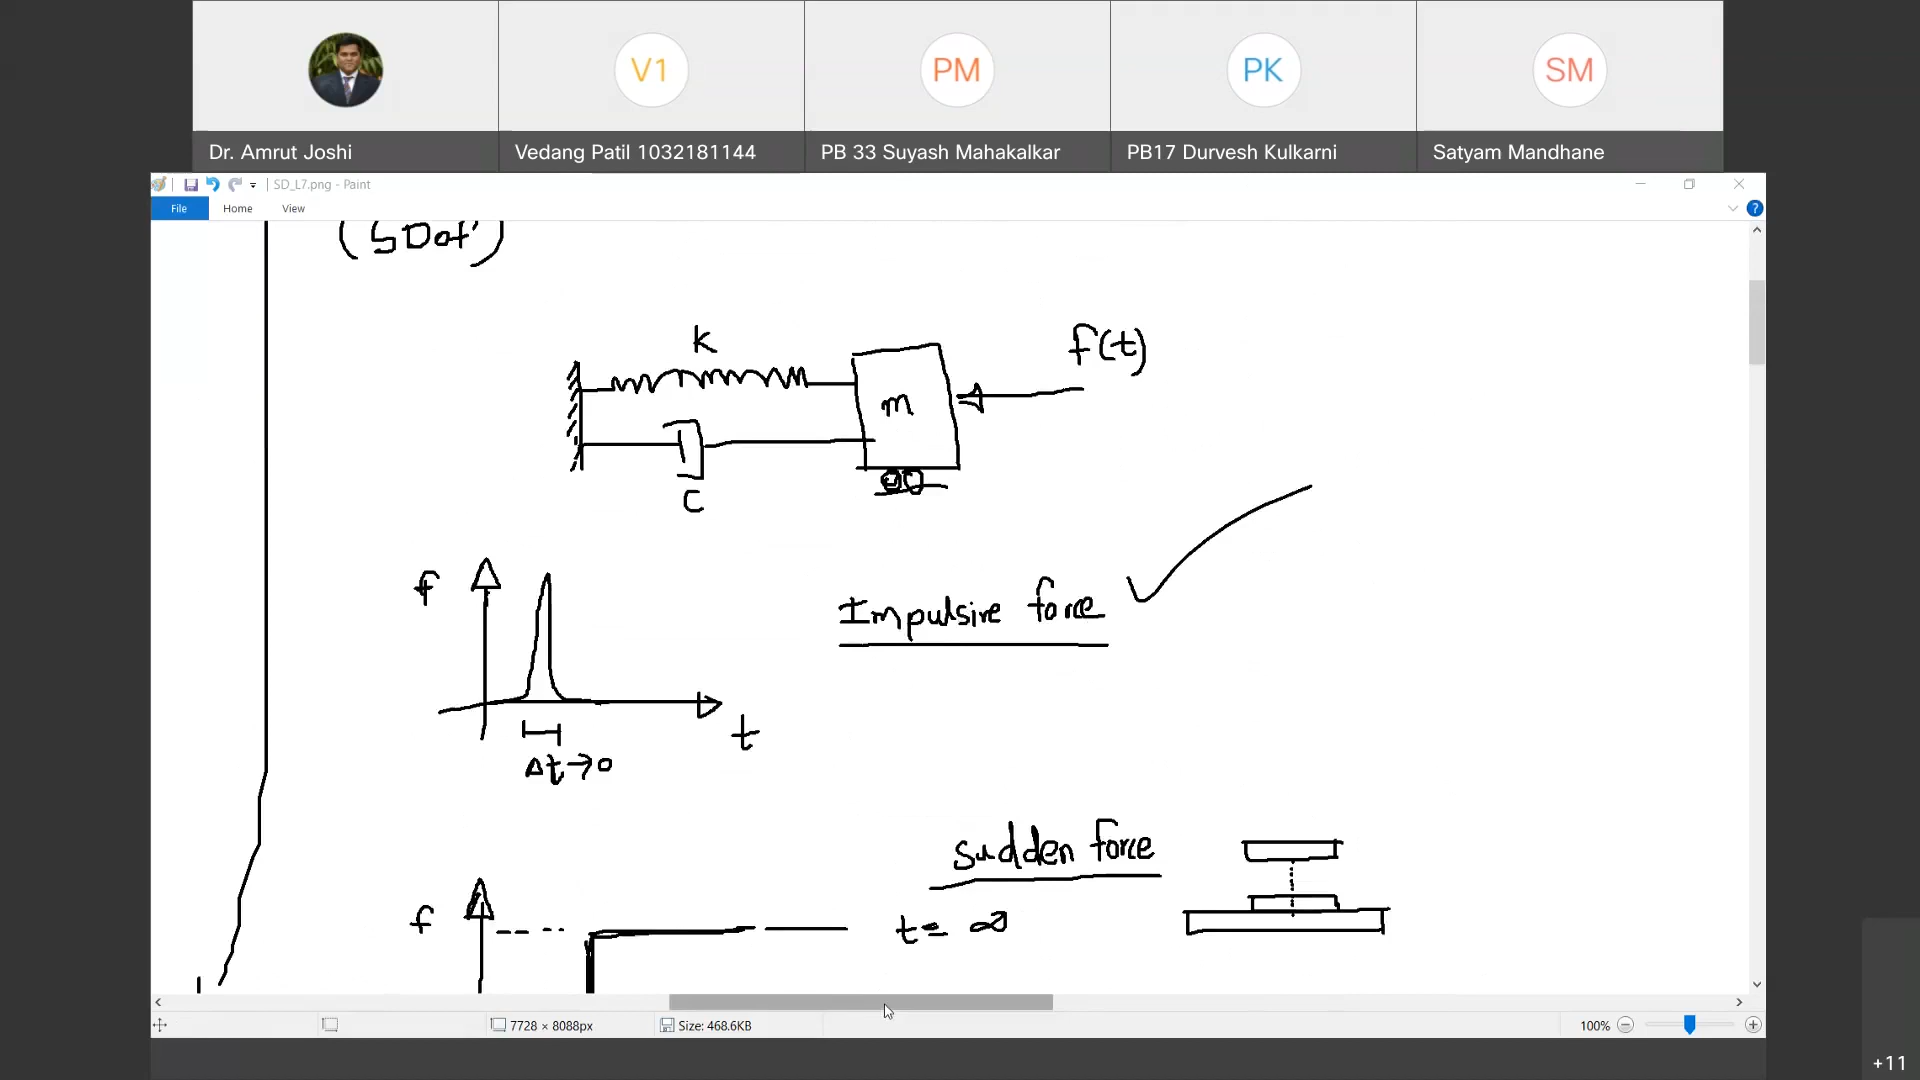 V1
PM
PK
SM
Dr. Amrut Joshi
Vedang Patil 1032181144
PB 33 Suyash Mahakalkar
PB17 Durvesh Kulkarni
Satyam Mandhane
SD_L7.png - Paint
File
Home
View
?
(SDof)
k
f(t)
m
c
f
Impulsive force
t
Δt→0
sudden force
f
t= ∞
7728 × 8088px
Size: 468.6KB
100%
+11